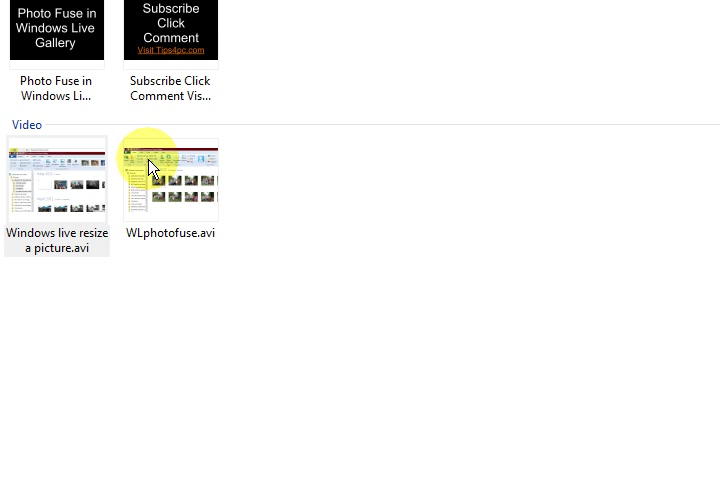 Photo Fuse in
Windows Live
Gallery
Subscribe
Click
Comment
Visit Tips4pc.com
Photo Fuse in
Windows Li...
Subscribe Click
Comment Vis...
Video
Windows live resize
a picture.avi
WLphotofuse.avi